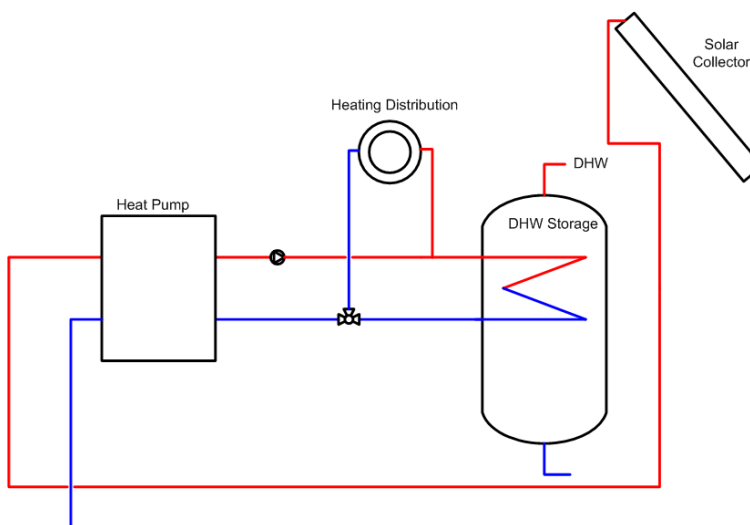 Solar
Collector
Heating Distribution
DHW
Heat Pump
DHW Storage